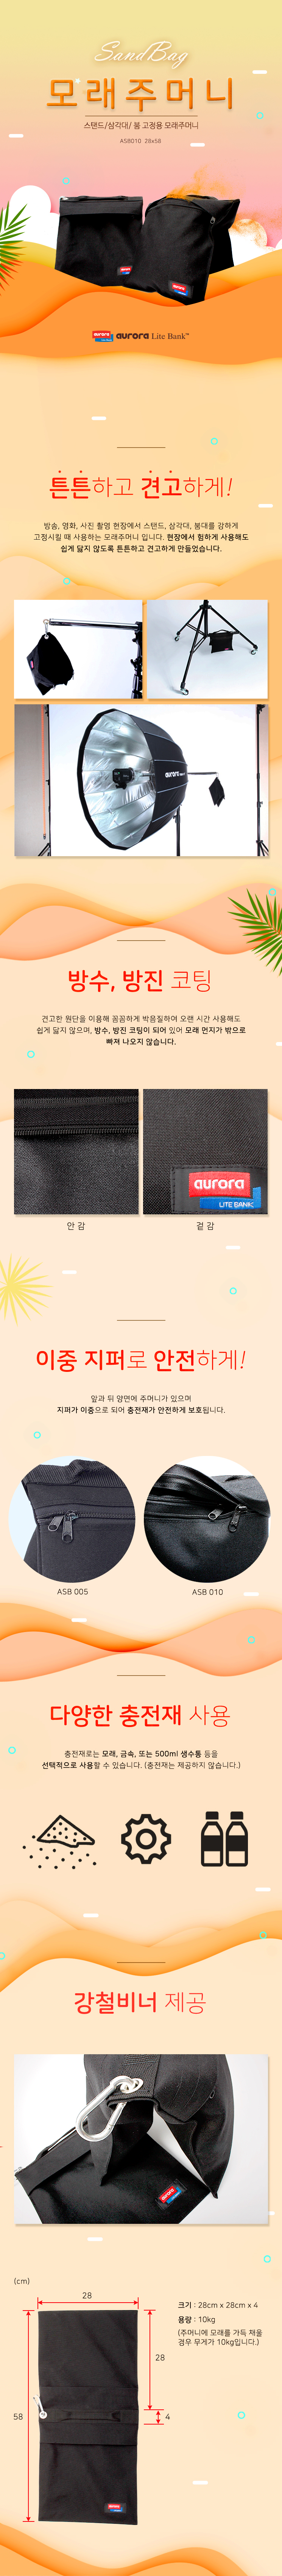 SandBag
모래주머니
스탠드/삼각대/ 붐 고정용 모래주머니
ASB010 28x58
aurora Lite Bank™
튼튼하고 견고하게!
방송, 영화, 사진 촬영 현장에서 스탠드, 삼각대, 붐대를 강하게
고정시킬 때 사용하는 모래주머니 입니다. 현장에서 험하게 사용해도
쉽게 닳지 않도록 튼튼하고 견고하게 만들었습니다.
aurora
방수, 방진 코팅
견고한 원단을 이용해 꼼꼼하게 박음질하여 오랜 시간 사용해도
쉽게 닳지 않으며, 방수, 방진 코팅이 되어 있어 모래 먼지가 밖으로
빠져 나오지 않습니다.
aurora
LITE BANK
안감
겉감
이중 지퍼로 안전하게!
앞과 뒤 양면에 주머니가 있으며
지퍼가 이중으로 되어 충전재가 안전하게 보호됩니다.
ASB 005
ASB 010
다양한 충전재 사용
충전재로는 모래, 금속, 또는 500ml 생수통 등을
선택적으로 사용할 수 있습니다. (충전재는 제공하지 않습니다.)
강철비너 제공
aurora
(cm)
28
크기 : 28cm x 28cm x 4
용량 : 10kg
(주머니에 모래를 가득 채울
경우 무게가 10kg입니다.)
28
4
58
aurora